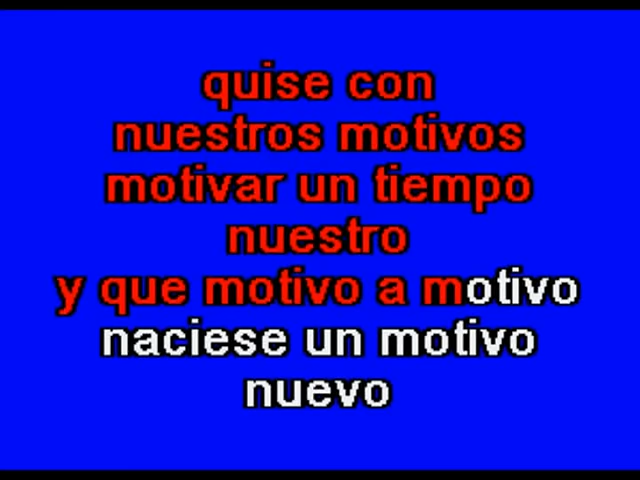 quise con
nuestros motivos
motivar un tiempo
nuestro
y que motivo a motivo
naciese un motivo
nuevo